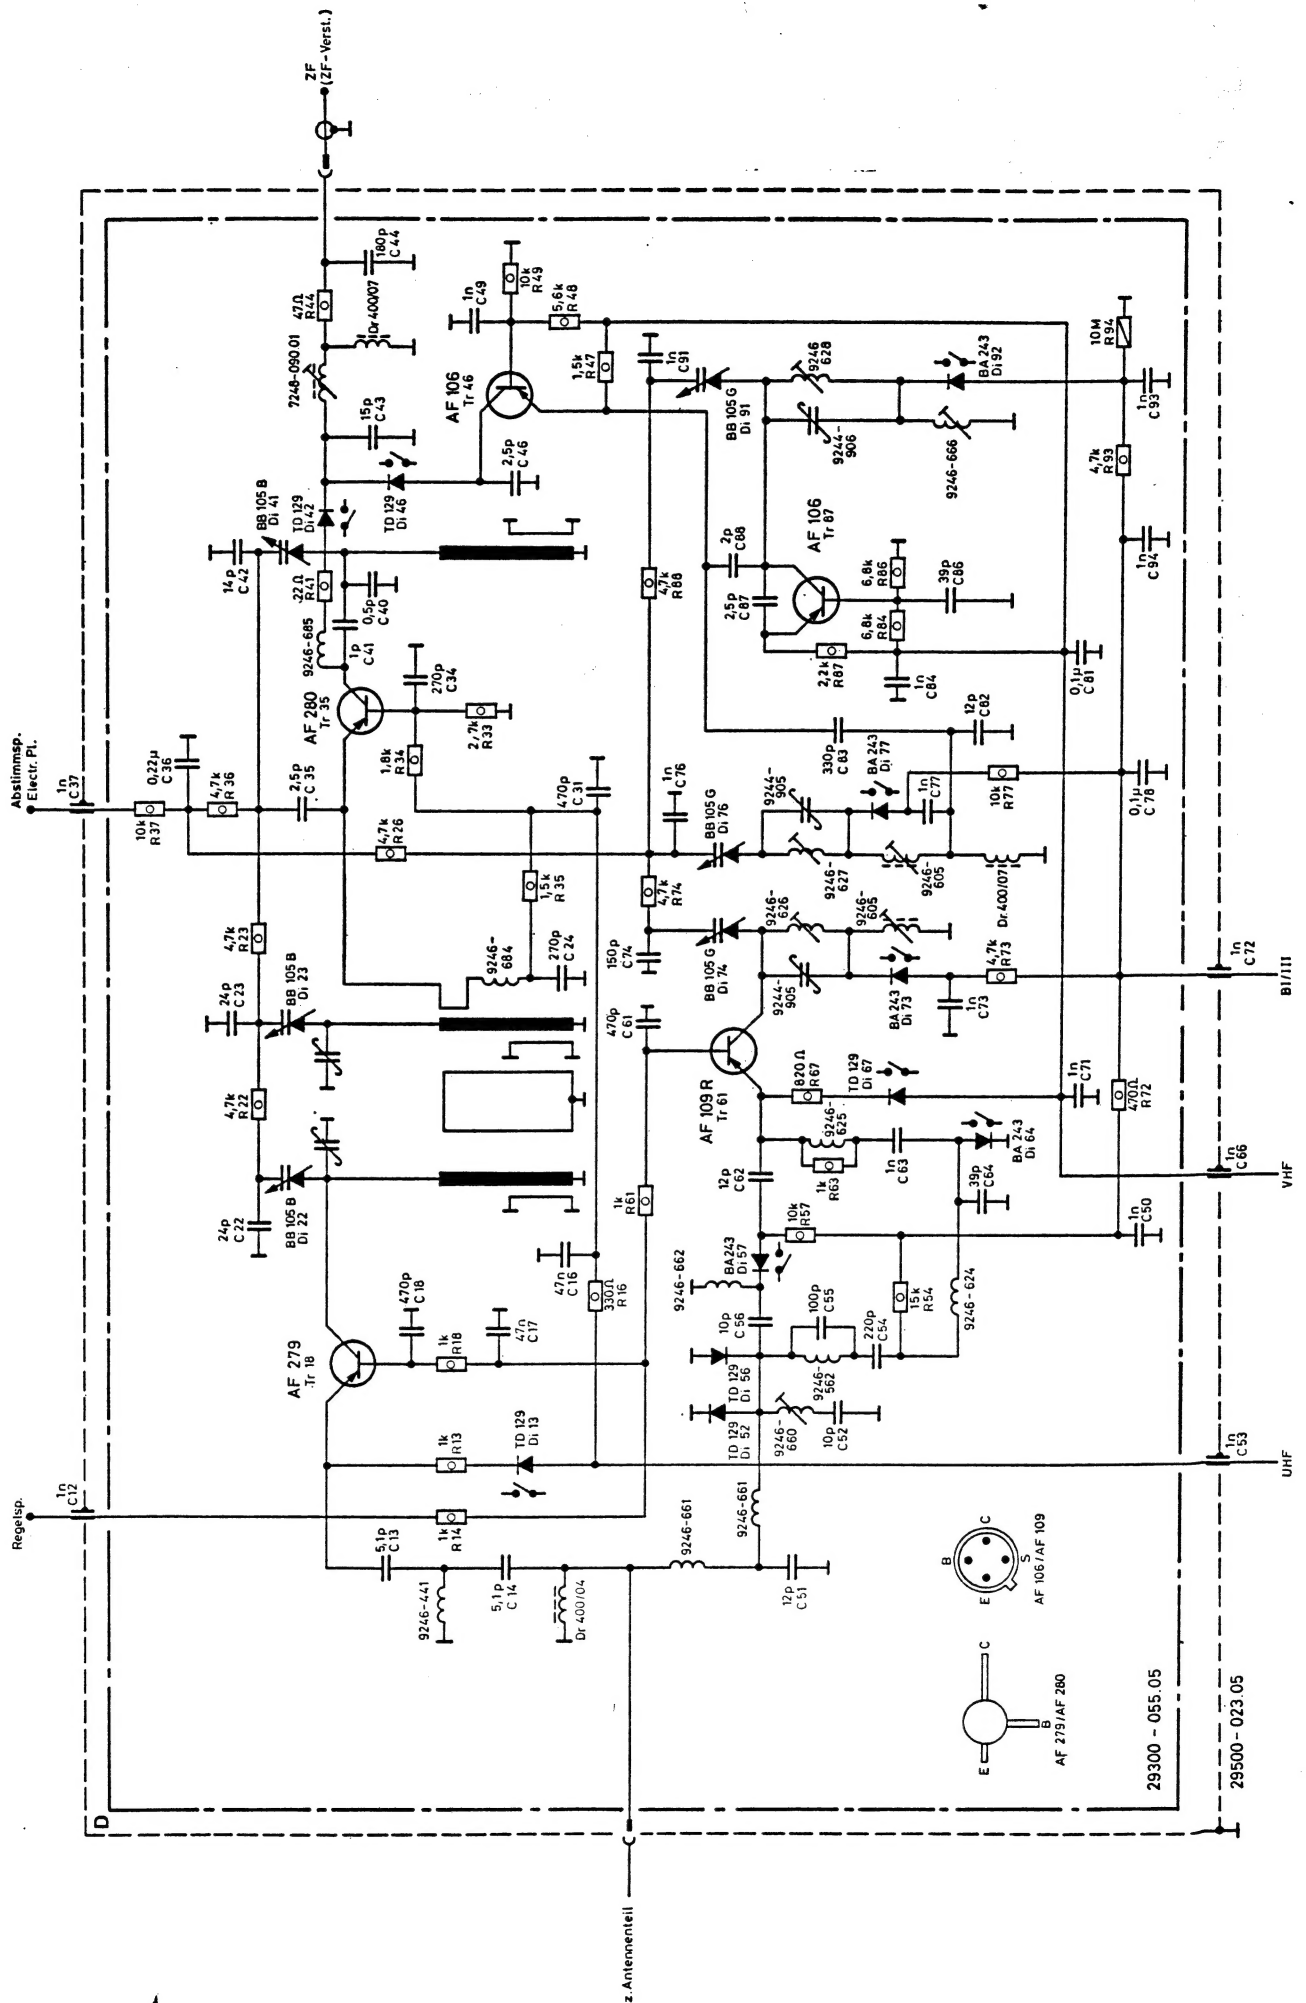 Regelsp.
1n
C12
Abstimmsp.
Electr. Pl.
1n
C37
ZF
(ZF-Verst.)
D
10k
R37
0,22µ
C36
4,7k
R36
24p
C22
BB 105 B
Di 22
4,7k
R22
24p
C23
BB 105 B
Di 23
4,7k
R23
2,5p
C35
14p
C42
BB 105 B
Di 41
TD 129
Di 42
22Ω
R41
9246-685
1p
C41
0,5p
C40
AF 280
Tr 35
270p
C34
1,8k
R34
2,7k
R33
4,7k
R26
1,5k
R35
9246-
684
270p
C24
470p
C31
7248-090.01
15p
C43
47Ω
R44
Dr.400/07
180p
C44
TD 129
Di 46
2,5p
C46
AF 106
Tr 46
1n
C49
10k
R49
5,6k
R48
1,5k
R47
AF 279
Tr 18
470p
C18
1k
R18
47n
C17
47n
C16
330Ω
R16
1k
R13
TD 129
Di 13
1k
R14
5,1p
C13
9246-441
5,1p
C14
Dr 400/04
z. Antennenteil
9246-661
9246-661
12p
C51
TD 129
Di 52
9246-
660
10p
C52
TD 129
Di 56
9246-
562
100p
C55
220p
C54
10p
C56
9246-662
BA243
Di 57
10k
R57
15k
R54
9246-624
12p
C62
1k
R63
9246-
625
1n
C63
39p
C64
BA 243
Di 64
1k
R61
470p
C61
AF 109 R
Tr 61
820Ω
R67
TD 129
Di 67
1n
C71
470Ω
R72
1n
C50
150p
C74
4,7k
R74
BB 105 G
Di 74
9244-
905
9246-
626
9246-
605
BA243
Di 73
1n
C73
4,7k
R73
1n
C76
BB 105 G
Di 76
9246-
627
9244-
905
9246-
605
BA 243
Di 77
1n
C77
10k
R77
Dr.400/07
330p
C83
12p
C82
0,1µ
C78
4,7k
R88
2p
C88
2,5p
C87
AF 106
Tr 87
2,2k
R87
6,8k
R84
6,8k
R86
39p
C86
1n
C84
0,1µ
C81
1n
C91
BB 105 G
Di 91
9244-
906
9246
628
9246-666
BA 243
Di 92
10M
R94
1n
C93
4,7k
R93
1n
C94
1n
C53
UHF
1n
C66
VHF
1n
C72
BI/III
E
C
B
AF 279/AF 280
B
E
C
S
AF 106/AF 109
29300 - 055.05
29500 - 023.05